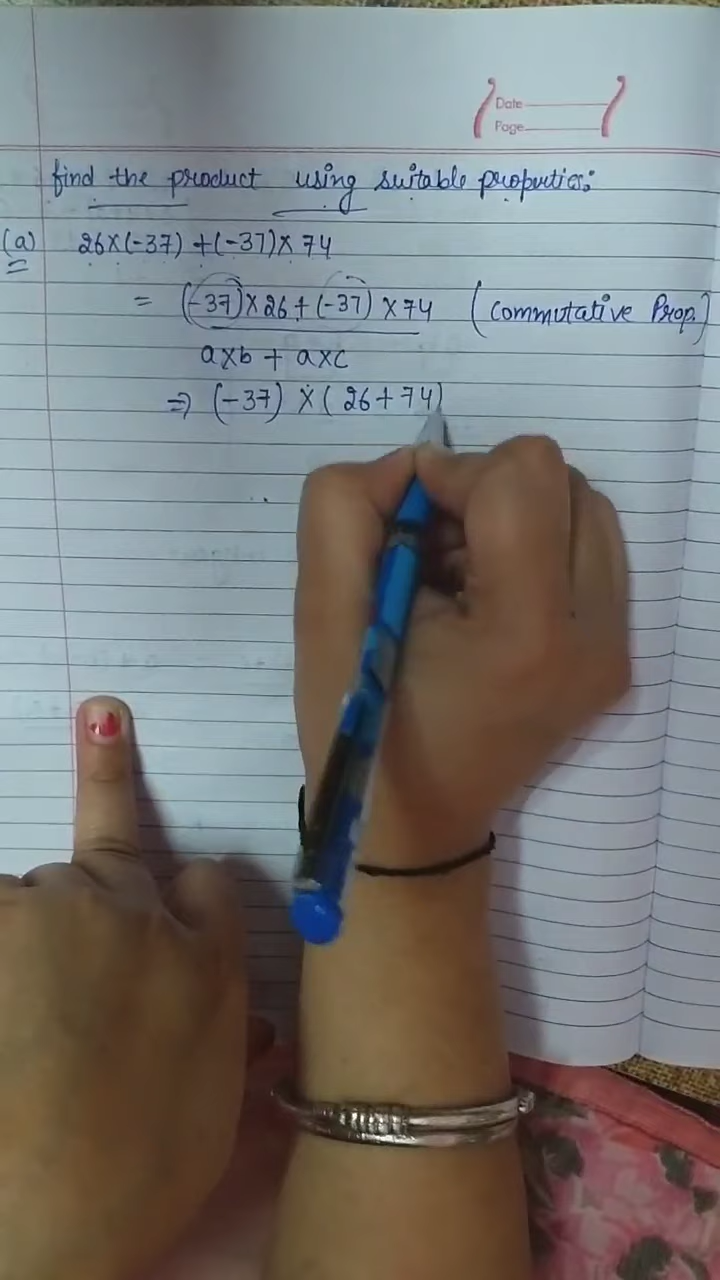 Date
Page
find the product using suitable properties:
(a) 26×(-37) + (-37)× 74
= (-37)×26 + (-37) ×74 (Commutative Prop.)
a×b + a×c
⇒ (-37) × ( 26+74)